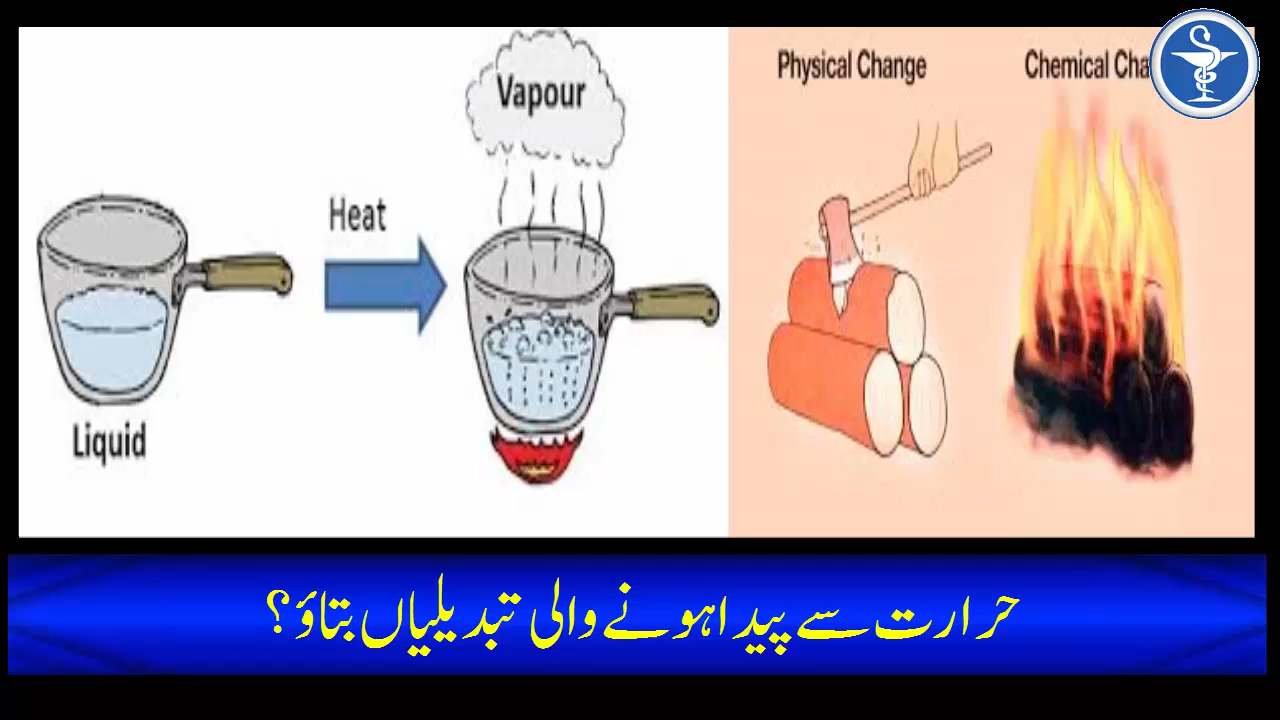 Vapour
Heat
Liquid
Physical Change
Chemical Cha
حرارت سے پیدا ہونے والی تبدیلیاں بتاؤ؟